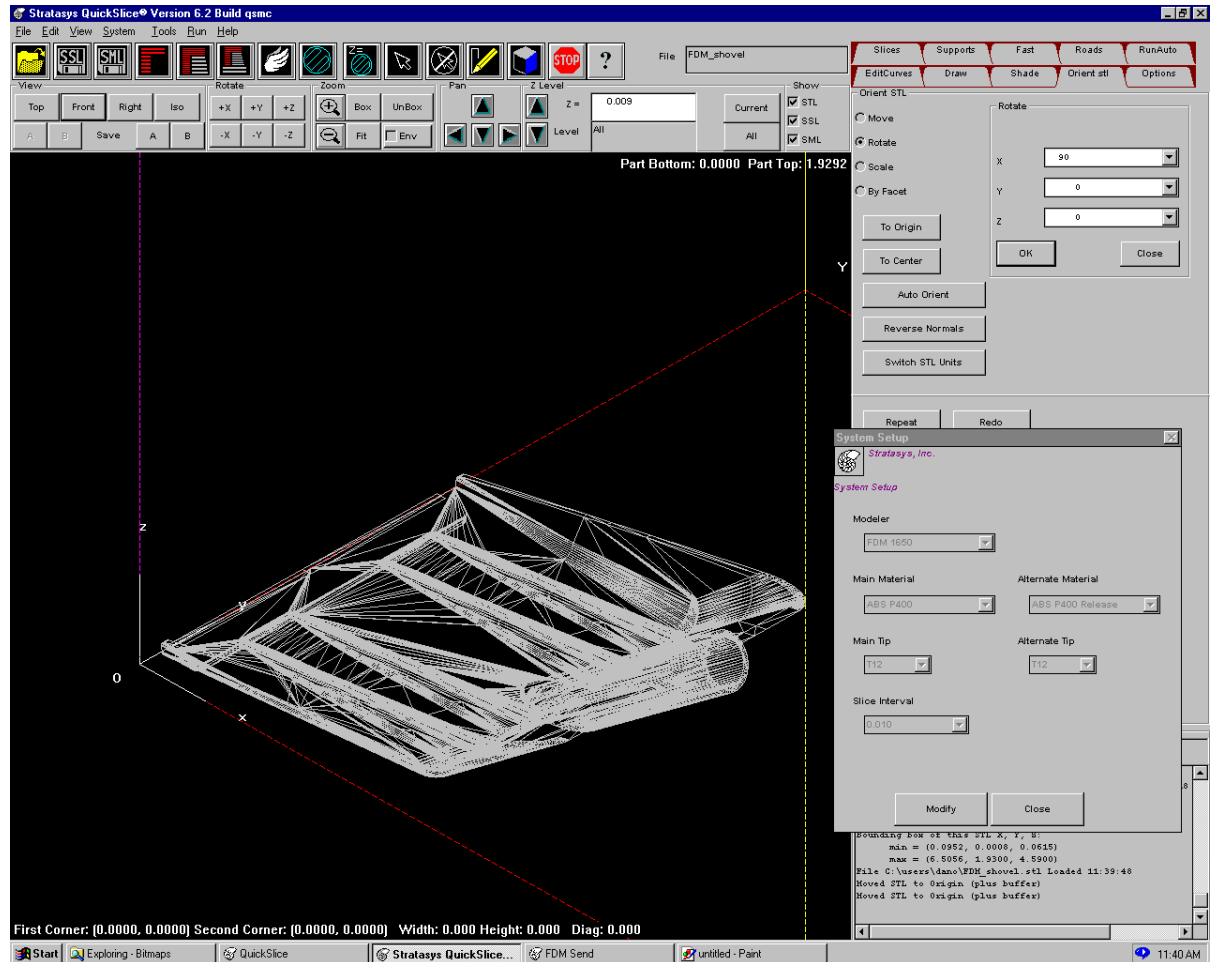 Stratasys QuickSlice® Version 6.2 Build qsmc
File Edit View System Tools Run Help
SSL SML Z= STOP ? File FDM_shovel
Slices Supports Fast Roads RunAuto
EditCurves Draw Shade Orient stl Options
View Rotate Zoom Pan Z Level Show
Top Front Right Iso +X +Y +Z Box UnBox Z = 0.009 Current STL
SSL
A B Save A B -X -Y -Z Fit Env Level All All SML
Part Bottom: 0.0000 Part Top: 1.9292
Orient STL
Move
Rotate
Scale
By Facet
Rotate
X 90
Y 0
Z 0
OK Close
To Origin
To Center
Auto Orient
Reverse Normals
Switch STL Units
Repeat Redo
Y
z
y
0
x
System Setup
Stratasys, Inc.
System Setup
Modeler
FDM 1650
Main Material Alternate Material
ABS P400 ABS P400 Release
Main Tip Alternate Tip
T12 T12
Slice Interval
0.010
Modify Close
Bounding box of this STL X, Y, Z:
min = (0.0952, 0.0008, 0.0615)
max = (6.5056, 1.9300, 4.5900)
File C:\users\dano\FDM_shovel.stl Loaded 11:39:48
Moved STL to Origin (plus buffer)
Moved STL to Origin (plus buffer)
First Corner: (0.0000, 0.0000) Second Corner: (0.0000, 0.0000) Width: 0.000 Height: 0.000 Diag: 0.000
Start Exploring - Bitmaps QuickSlice Stratasys QuickSlice... FDM Send untitled - Paint 11:40 AM